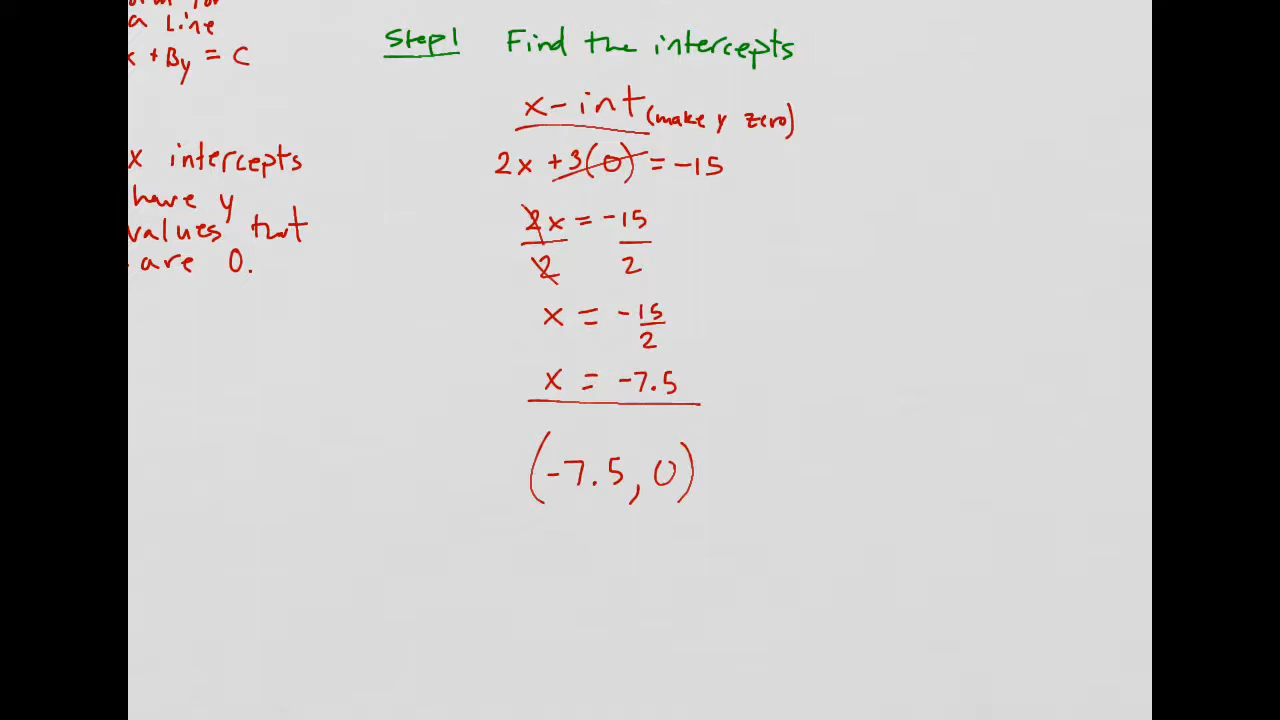 a Line
x + By = C
x intercepts
have y
values that
are 0.
Step 1 Find the intercepts
x-int (make y zero)
2x + 3(0) = -15
2x = -15
2 2
x = -15
2
x = -7.5
(-7.5, 0)